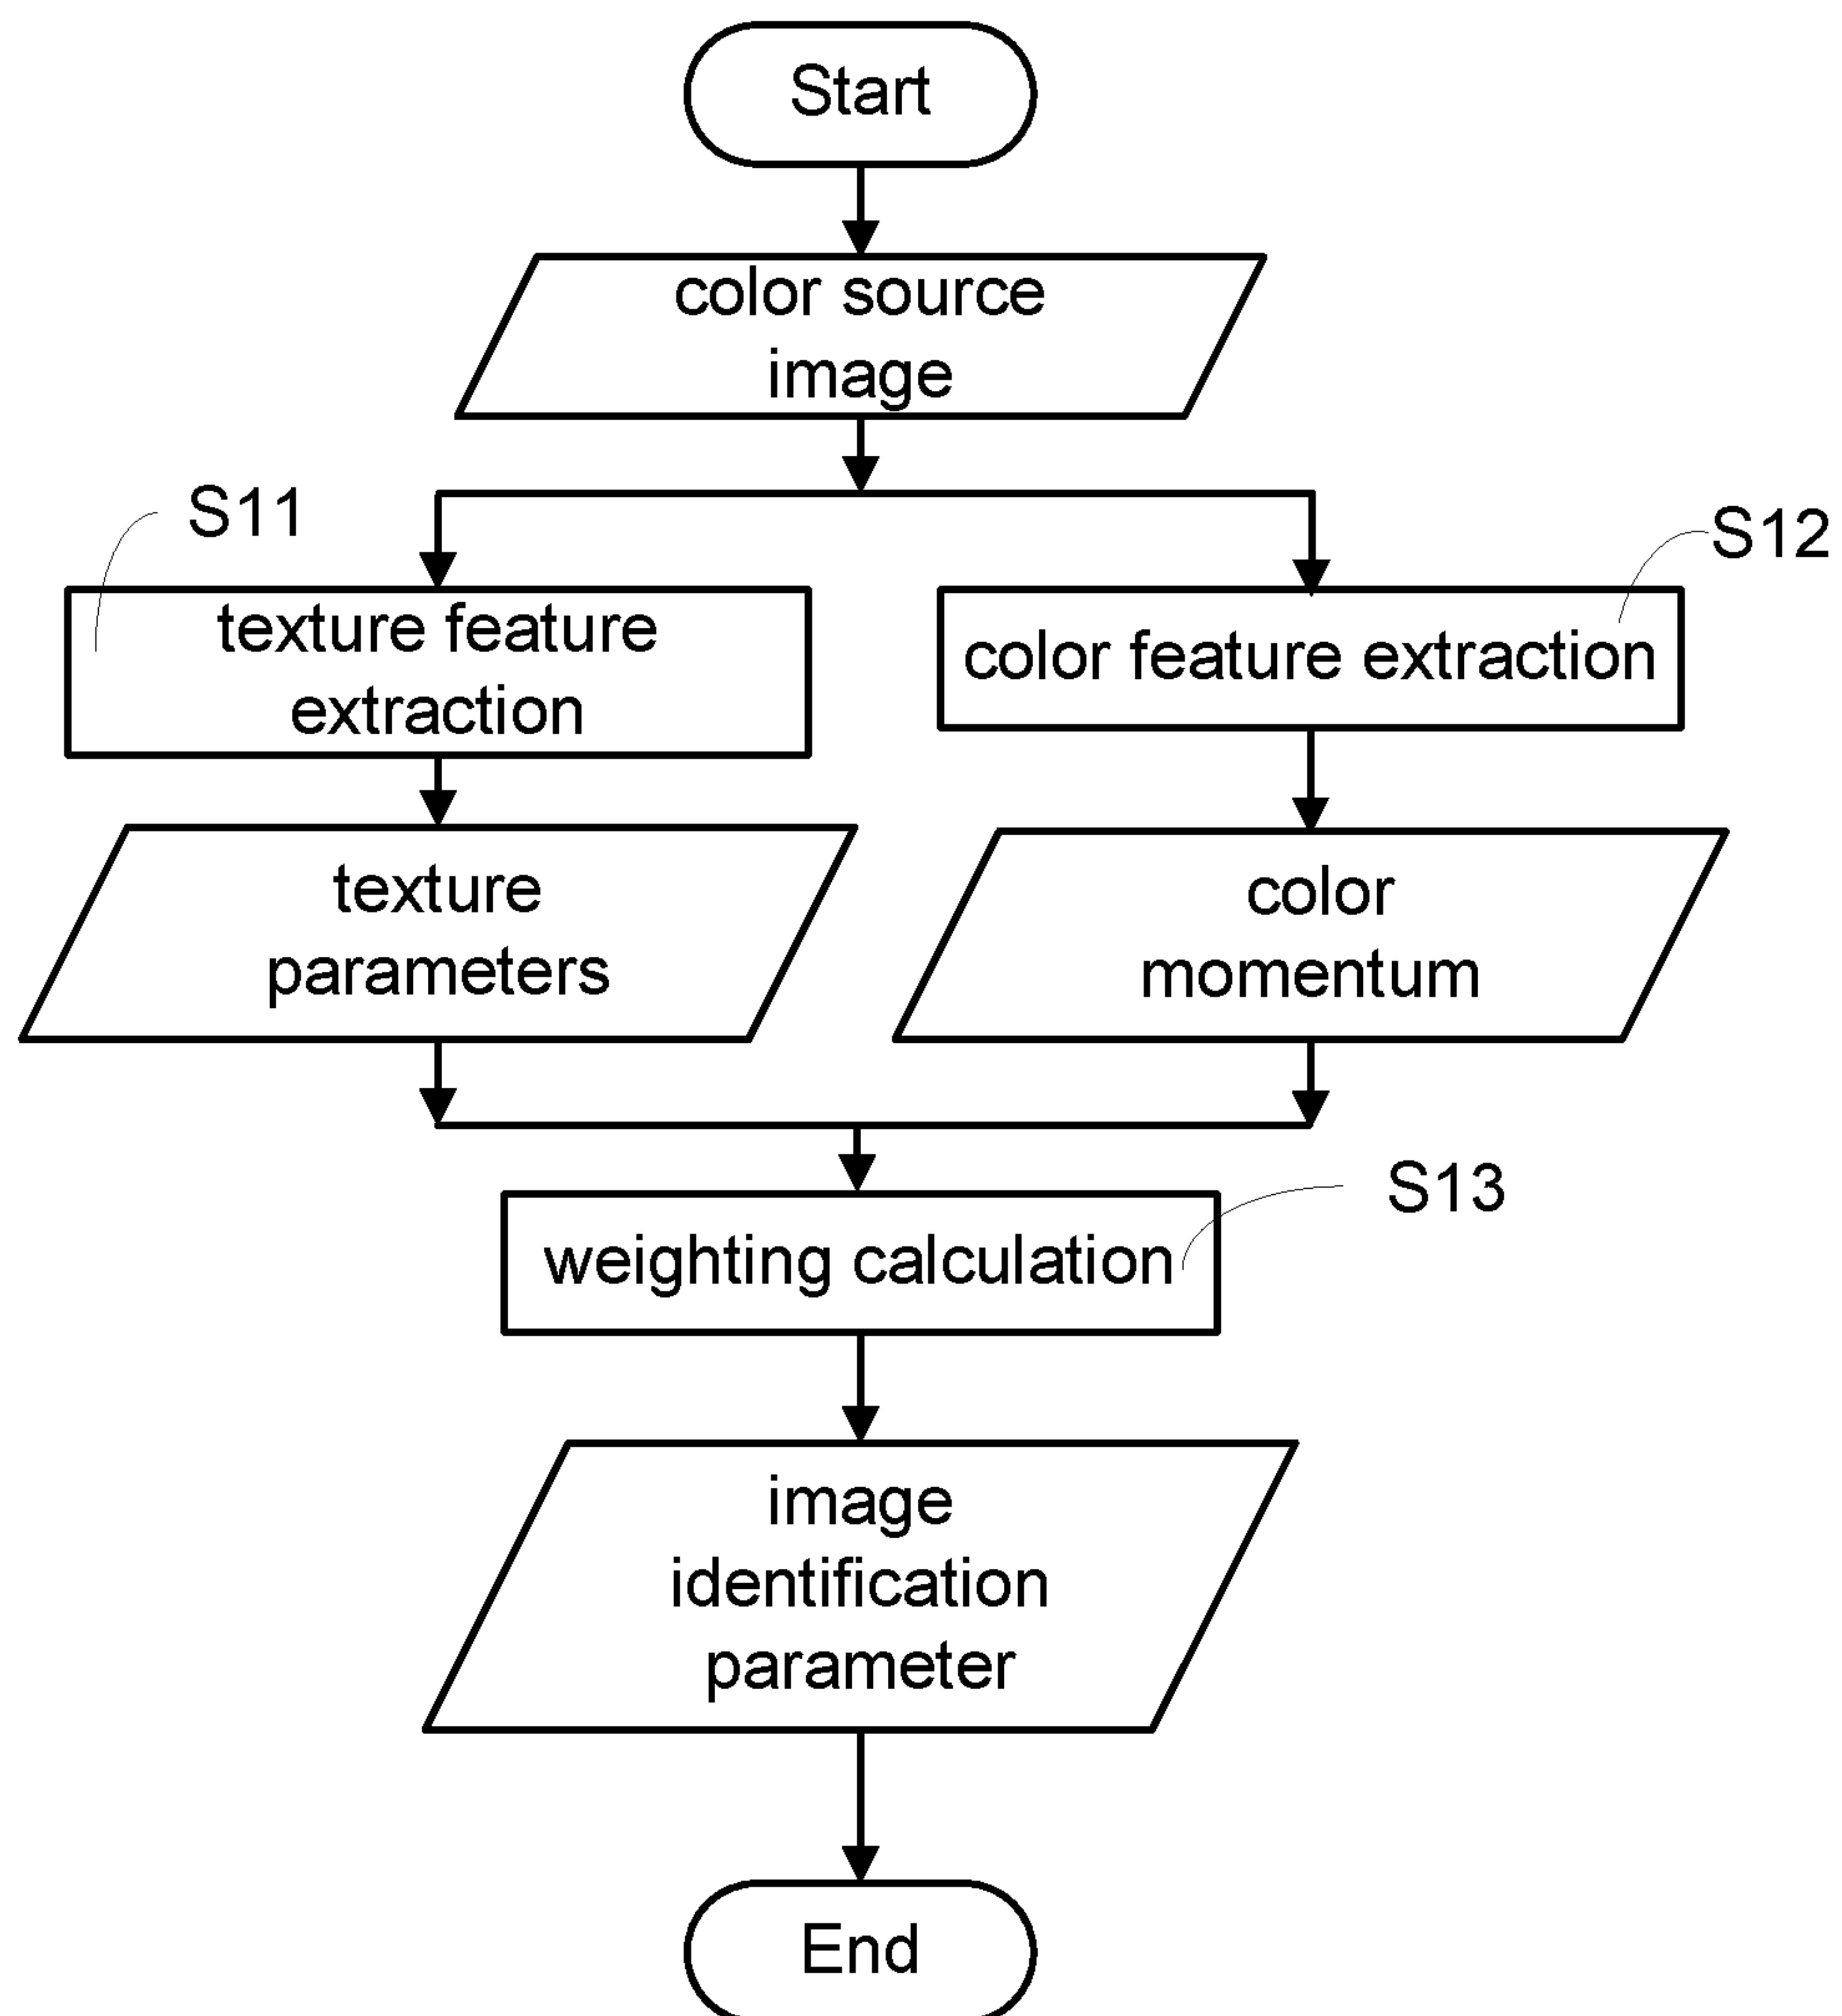 Start
color source
image
S11
S12
texture feature
extraction
color feature extraction
texture
parameters
color
momentum
S13
weighting calculation
image
identification
parameter
End